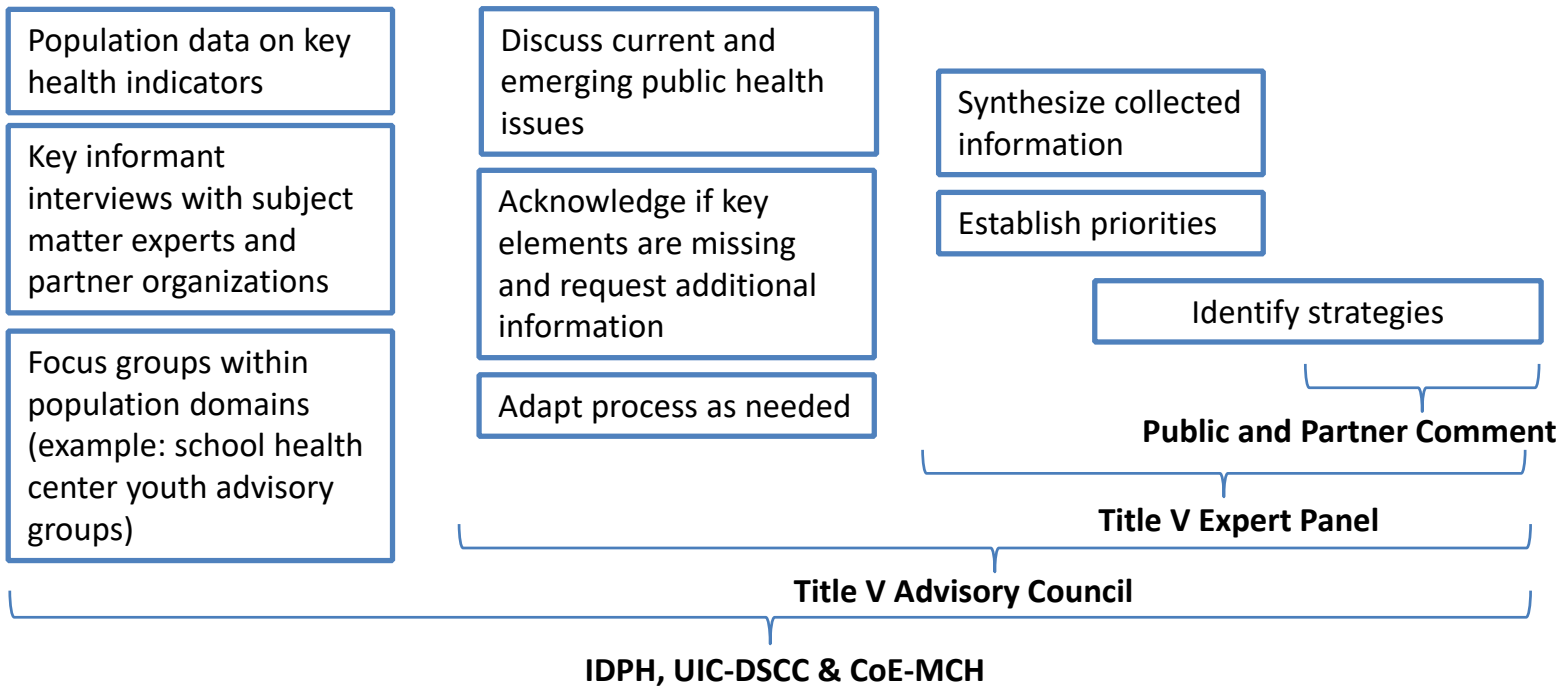 Population data on key
health indicators
Key informant
interviews with subject
matter experts and
partner organizations
Focus groups within
population domains
(example: school health
center youth advisory
groups)
Discuss current and
emerging public health
issues
Acknowledge if key
elements are missing
and request additional
information
Adapt process as needed
Synthesize collected
information
Establish priorities
Identify strategies
Public and Partner Comment
Title V Expert Panel
Title V Advisory Council
IDPH, UIC-DSCC & CoE-MCH